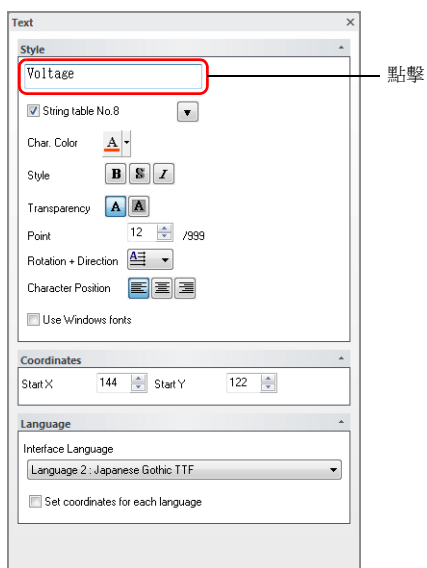 Text
Style
Voltage
點擊
String table No.8
Char. Color A
Style B S I
Transparency A A
Point 12 /999
Rotation + Direction A
Character Position
Use Windows fonts
Coordinates
Start X 144 Start Y 122
Language
Interface Language
Language 2 : Japanese Gothic TTF
Set coordinates for each language